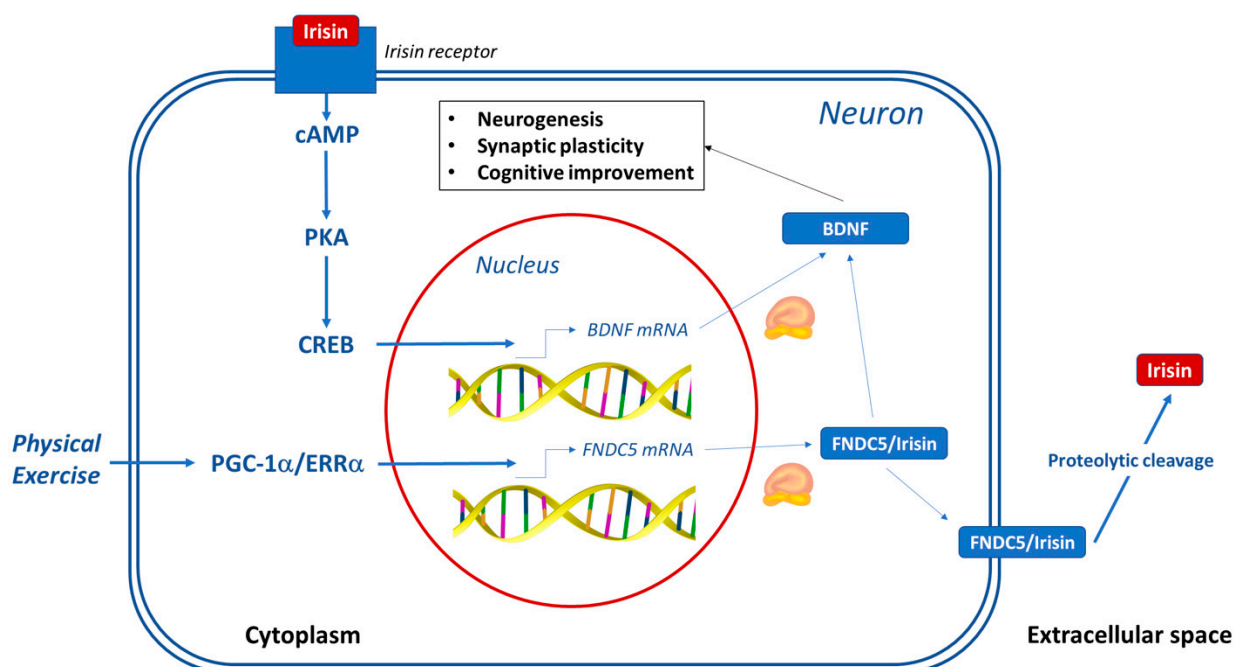 Irisin
Irisin receptor
cAMP
Neuron
• Neurogenesis
• Synaptic plasticity
• Cognitive improvement
PKA
BDNF
Nucleus
BDNF mRNA
CREB
Irisin
Physical
Exercise
PGC-1α/ERRα
FNDC5 mRNA
FNDC5/Irisin
Proteolytic cleavage
FNDC5/Irisin
Cytoplasm
Extracellular space